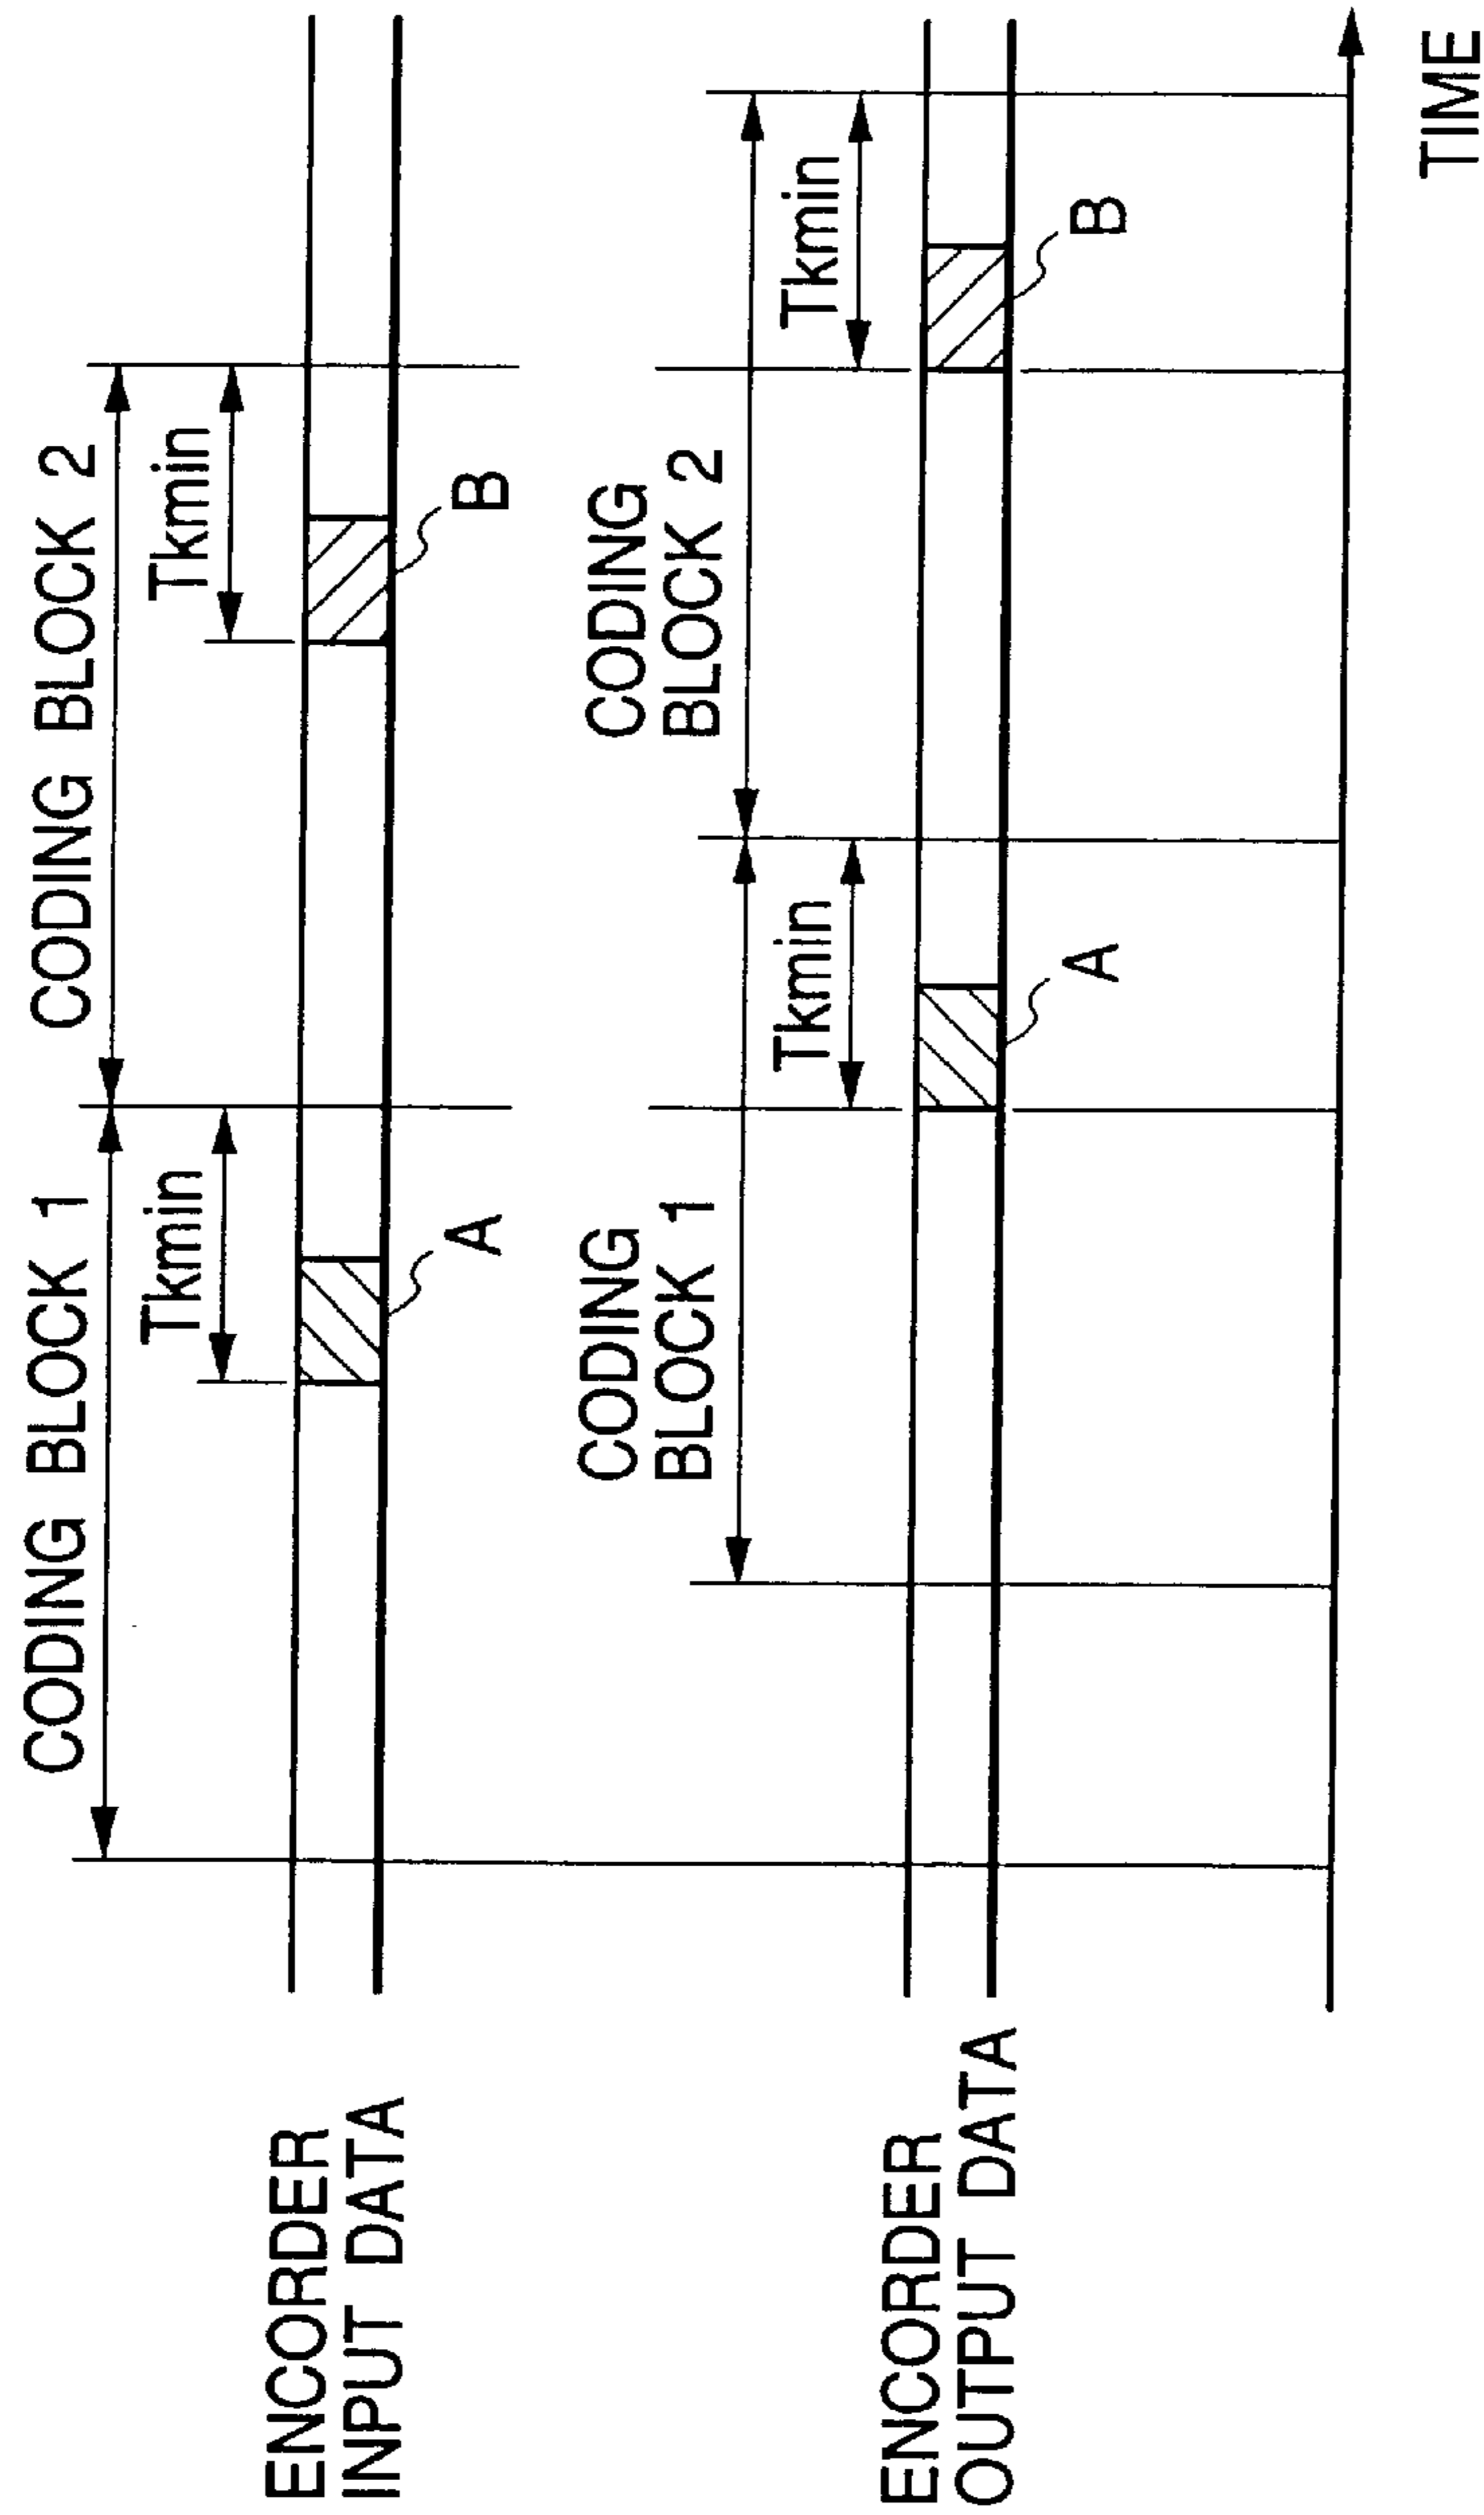 CODING BLOCK 1
CODING BLOCK 2
Tkmin
Tkmin
ENCORDER
INPUT DATA
A
B
CODING
BLOCK 1
CODING
BLOCK 2
Tkmin
Tkmin
ENCORDER
OUTPUT DATA
A
B
TIME